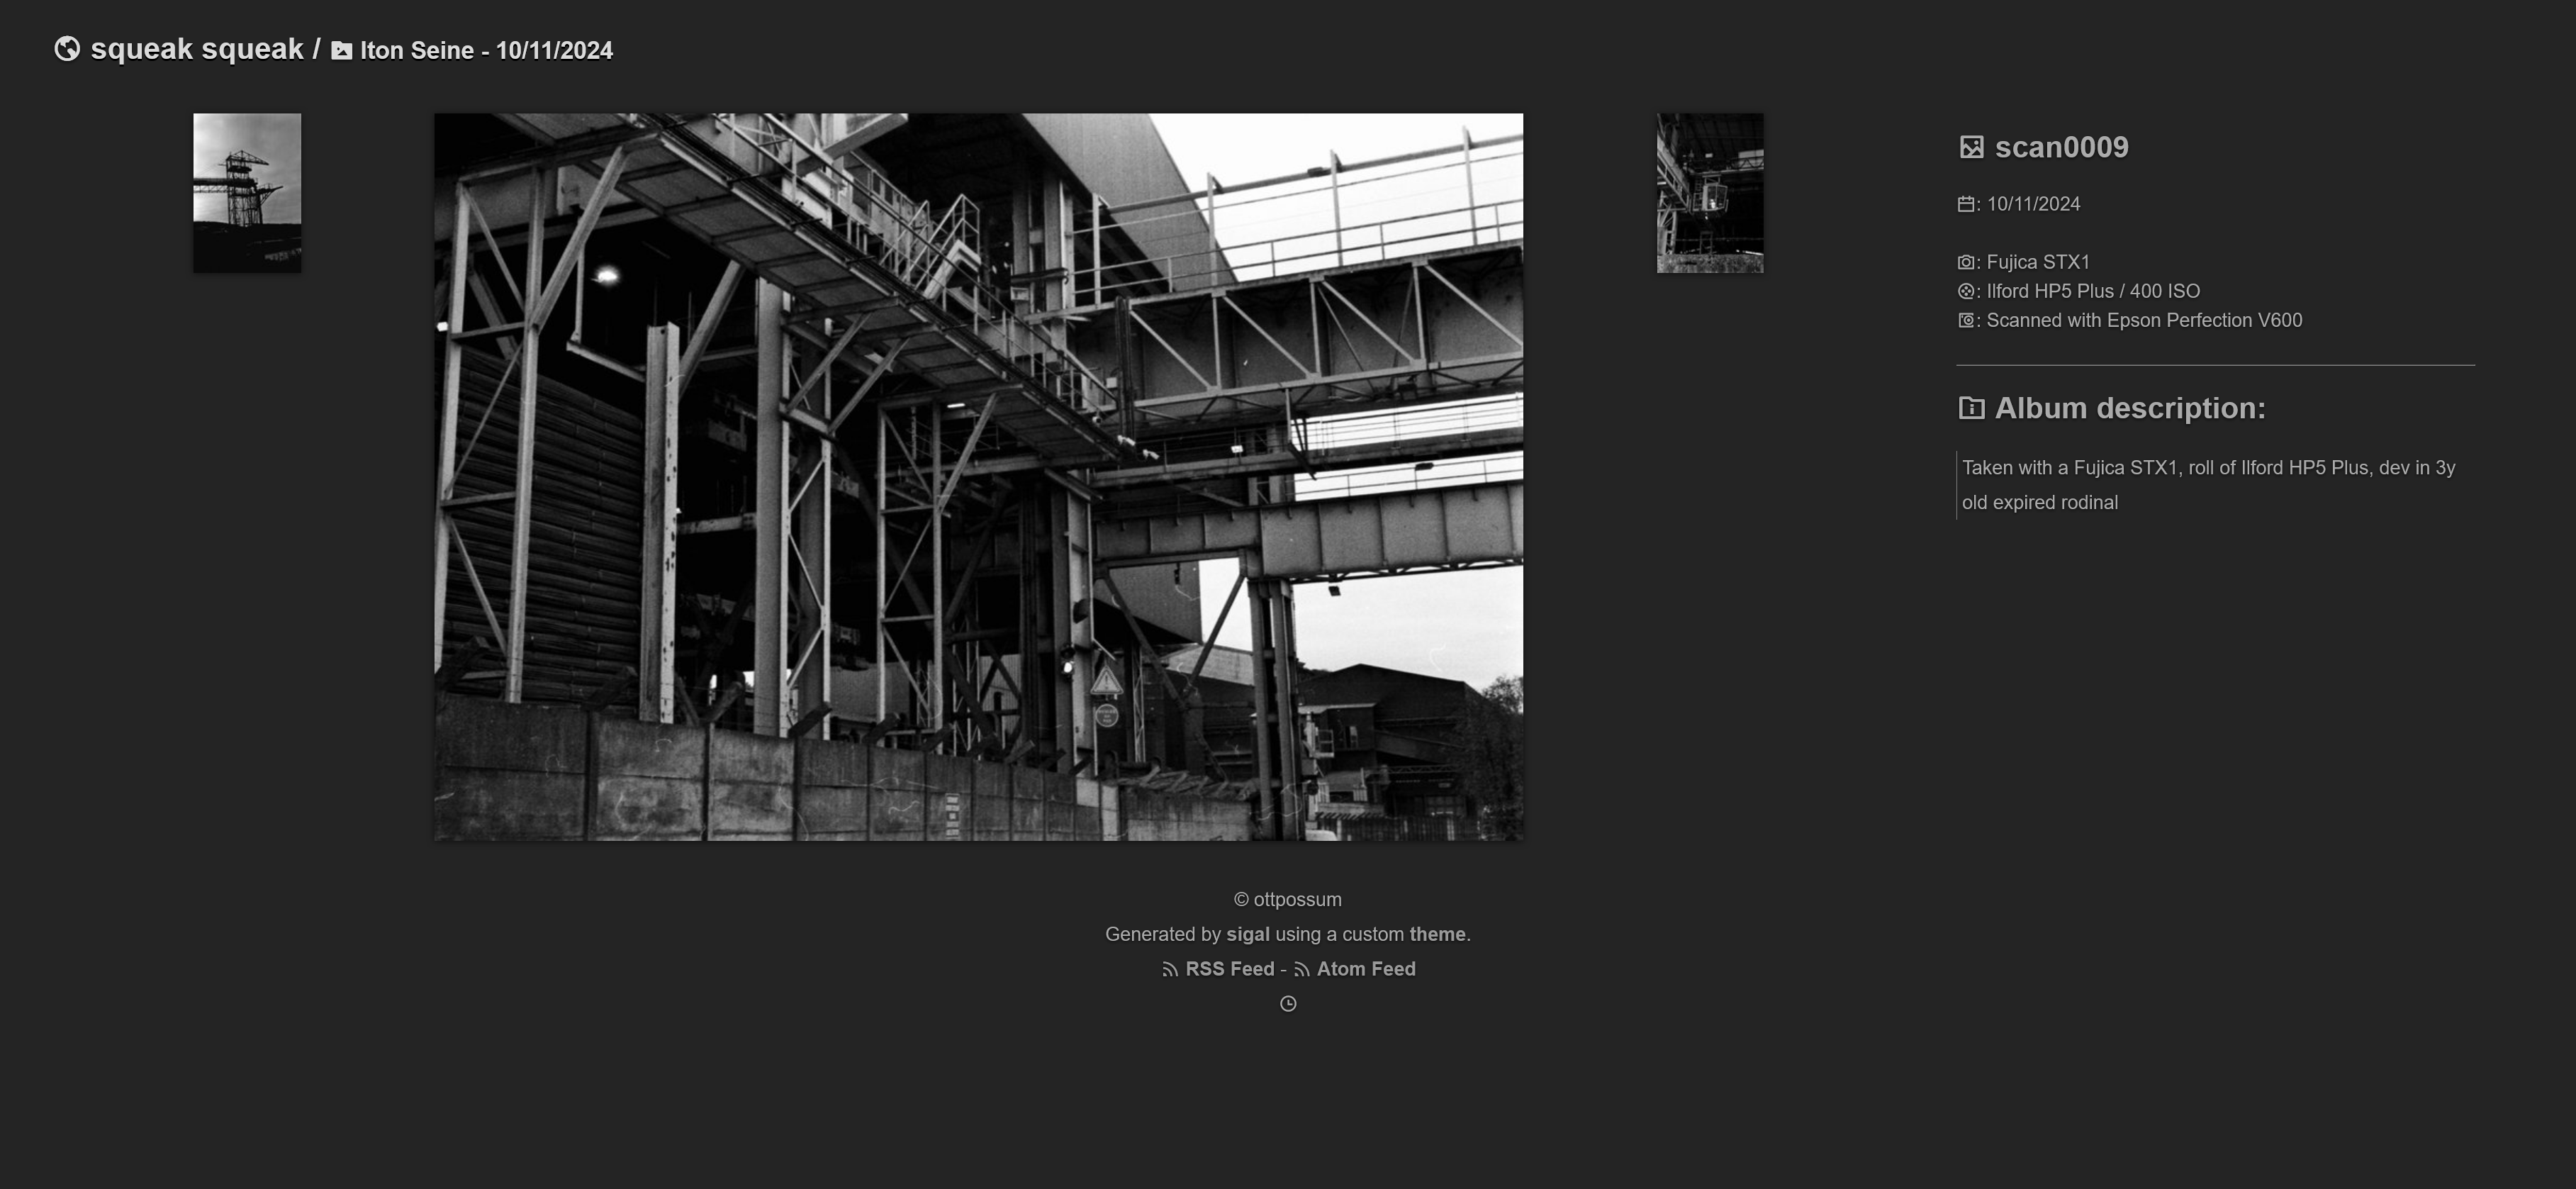 squeak squeak / Iton Seine - 10/11/2024
scan0009
: 10/11/2024
: Fujica STX1
: Ilford HP5 Plus / 400 ISO
: Scanned with Epson Perfection V600
Album description:
Taken with a Fujica STX1, roll of Ilford HP5 Plus, dev in 3y
old expired rodinal
© ottpossum
Generated by sigal using a custom theme.
RSS Feed - Atom Feed